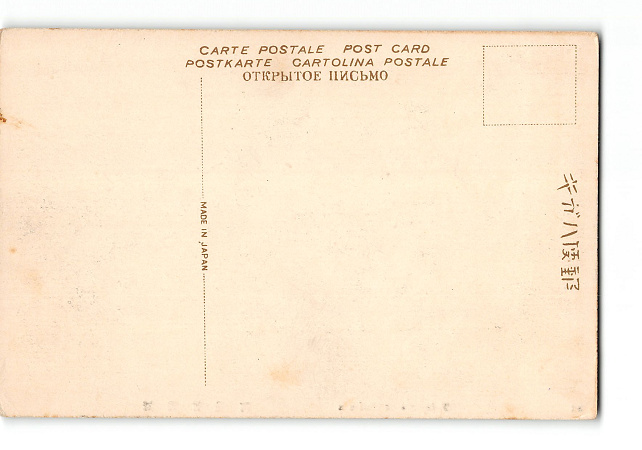 CARTE POSTALE POST CARD
POSTKARTE CARTOLINA POSTALE
ОТКРЫТОЕ ПИСЬМО
MADE IN JAPAN
郵便ハガキ